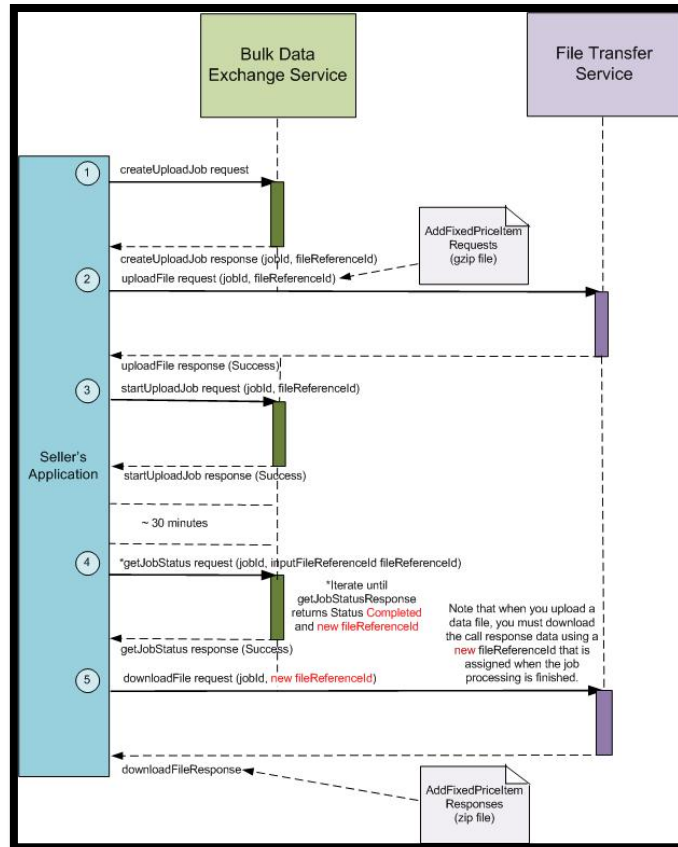 Bulk Data
Exchange Service
File Transfer
Service
1
createUploadJob request
AddFixedPriceItem
Requests
(gzip file)
createUploadJob response (jobId, fileReferenceId)
2
uploadFile request (jobId, fileReferenceId)
uploadFile response (Success)
3
startUploadJob request (jobId, fileReferenceId)
Seller's
Application
startUploadJob response (Success)
~ 30 minutes
4
*getJobStatus request (jobId, inputFileReferenceId fileReferenceId)
*Iterate until
getJobStatusResponse
returns Status Completed
and new fileReferenceId
Note that when you upload a
data file, you must download
the call response data using a
new fileReferenceId that is
assigned when the job
processing is finished.
getJobStatus response (Success)
5
downloadFile request (jobId, new fileReferenceId)
downloadFileResponse
AddFixedPriceItem
Responses
(zip file)